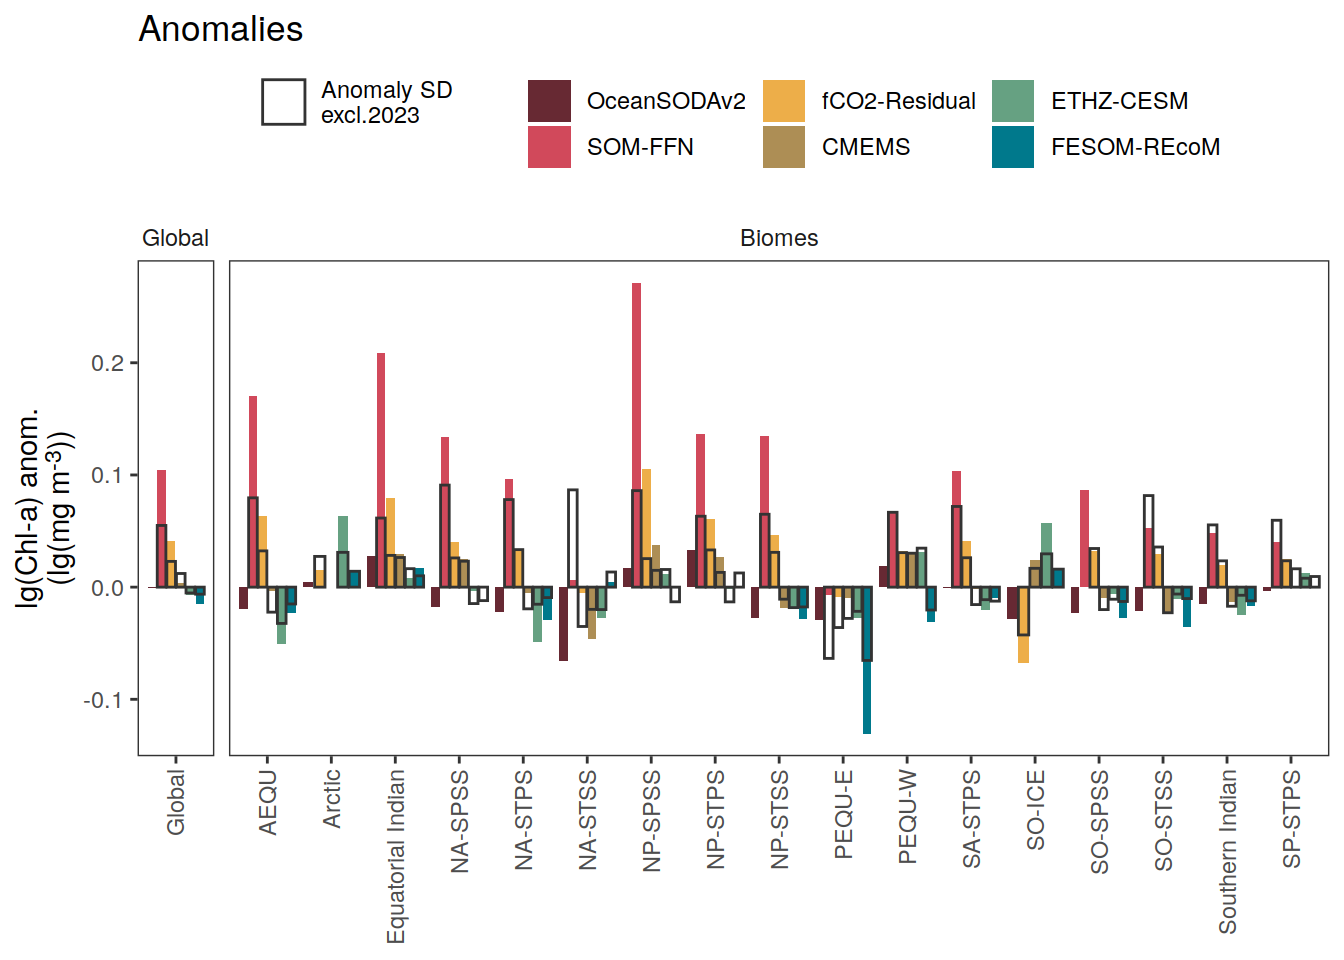 Anomalies
Anomaly SD
excl.2023
OceanSODAv2
SOM-FFN
fCO2-Residual
CMEMS
ETHZ-CESM
FESOM-REcoM
Global
Biomes
lg(Chl-a) anom.
(lg(mg m-3))
0.2
0.1
0.0
-0.1
Global
AEQU
Arctic
Equatorial Indian
NA-SPSS
NA-STPS
NA-STSS
NP-SPSS
NP-STPS
NP-STSS
PEQU-E
PEQU-W
SA-STPS
SO-ICE
SO-SPSS
SO-STSS
Southern Indian
SP-STPS